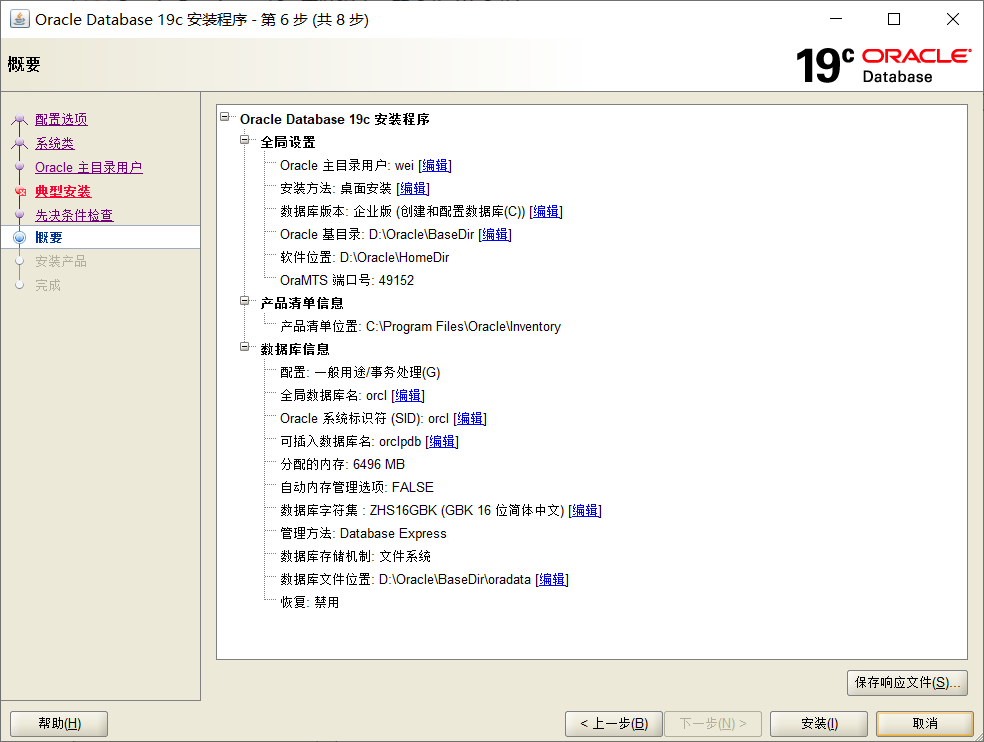 Oracle Database 19c 安装程序 - 第 6 步 (共 8 步)
概要
19c ORACLE
Database
配置选项
系统类
Oracle 主目录用户
典型安装
先决条件检查
概要
安装产品
完成
Oracle Database 19c 安装程序
全局设置
Oracle 主目录用户: wei [编辑]
安装方法: 桌面安装 [编辑]
数据库版本: 企业版 (创建和配置数据库(C)) [编辑]
Oracle 基目录: D:\Oracle\BaseDir [编辑]
软件位置: D:\Oracle\HomeDir
OraMTS 端口号: 49152
产品清单信息
产品清单位置: C:\Program Files\Oracle\Inventory
数据库信息
配置: 一般用途/事务处理(G)
全局数据库名: orcl [编辑]
Oracle 系统标识符 (SID): orcl [编辑]
可插入数据库名: orclpdb [编辑]
分配的内存: 6496 MB
自动内存管理选项: FALSE
数据库字符集 : ZHS16GBK (GBK 16 位简体中文) [编辑]
管理方法: Database Express
数据库存储机制: 文件系统
数据库文件位置: D:\Oracle\BaseDir\oradata [编辑]
恢复: 禁用
保存响应文件(S)...
帮助(H)
< 上一步(B)
下一步(N) >
安装(I)
取消